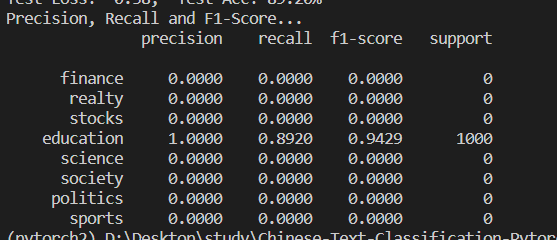 Test Loss: 0.38, Test Acc: 89.20%
Precision, Recall and F1-Score...
precision recall f1-score support
finance 0.0000 0.0000 0.0000 0
realty 0.0000 0.0000 0.0000 0
stocks 0.0000 0.0000 0.0000 0
education 1.0000 0.8920 0.9429 1000
science 0.0000 0.0000 0.0000 0
society 0.0000 0.0000 0.0000 0
politics 0.0000 0.0000 0.0000 0
sports 0.0000 0.0000 0.0000 0
(pytorch2) D:\Desktop\study\Chinese-Text-Classification-Pytor